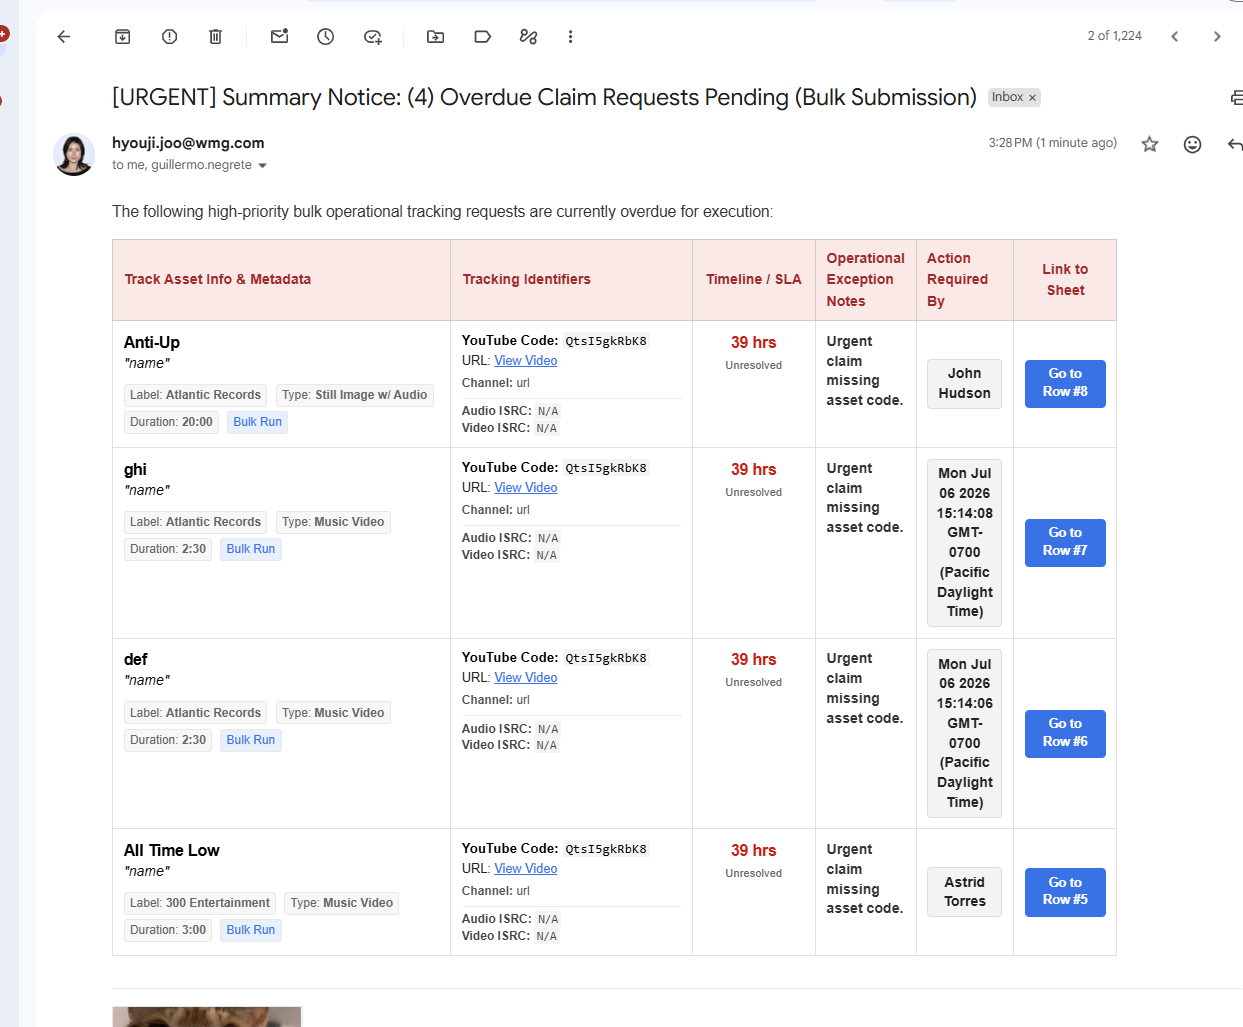 2 of 1,224
[URGENT] Summary Notice: (4) Overdue Claim Requests Pending (Bulk Submission) Inbox ×
hyouji.joo@wmg.com
3:28 PM (1 minute ago)
to me, guillermo.negrete
The following high-priority bulk operational tracking requests are currently overdue for execution:
Track Asset Info & Metadata
Tracking Identifiers
Timeline / SLA
Operational
Exception
Notes
Action
Required
By
Link to
Sheet
Anti-Up
"name"
Label: Atlantic Records
Type: Still Image w/ Audio
Duration: 20:00
Bulk Run
YouTube Code: QtsI5gkRbK8
URL: View Video
Channel: url
Audio ISRC: N/A
Video ISRC: N/A
39 hrs
Unresolved
Urgent
claim
missing
asset code.
John
Hudson
Go to
Row #8
ghi
"name"
Label: Atlantic Records
Type: Music Video
Duration: 2:30
Bulk Run
YouTube Code: QtsI5gkRbK8
URL: View Video
Channel: url
Audio ISRC: N/A
Video ISRC: N/A
39 hrs
Unresolved
Urgent
claim
missing
asset code.
Mon Jul
06 2026
15:14:08
GMT-
0700
(Pacific
Daylight
Time)
Go to
Row #7
def
"name"
Label: Atlantic Records
Type: Music Video
Duration: 2:30
Bulk Run
YouTube Code: QtsI5gkRbK8
URL: View Video
Channel: url
Audio ISRC: N/A
Video ISRC: N/A
39 hrs
Unresolved
Urgent
claim
missing
asset code.
Mon Jul
06 2026
15:14:06
GMT-
0700
(Pacific
Daylight
Time)
Go to
Row #6
All Time Low
"name"
Label: 300 Entertainment
Type: Music Video
Duration: 3:00
Bulk Run
YouTube Code: QtsI5gkRbK8
URL: View Video
Channel: url
Audio ISRC: N/A
Video ISRC: N/A
39 hrs
Unresolved
Urgent
claim
missing
asset code.
Astrid
Torres
Go to
Row #5